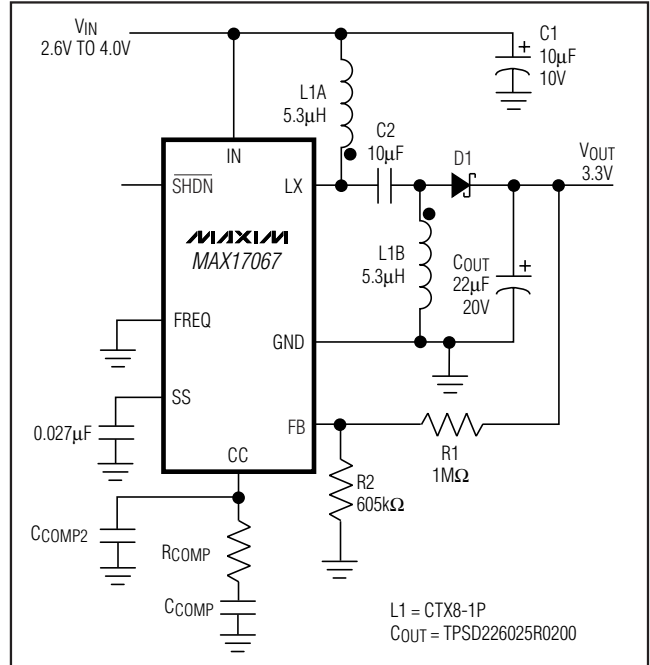 VIN
2.6V TO 4.0V
C1
10μF
10V
L1A
5.3μH
C2
10μF
D1
VOUT
3.3V
IN
SHDN
LX
MAXIM
MAX17067
L1B
5.3μH
COUT
22μF
20V
FREQ
GND
SS
0.027μF
FB
CC
R1
1MΩ
R2
605kΩ
CCOMP2
RCOMP
CCOMP
L1 = CTX8-1P
COUT = TPSD226025R0200